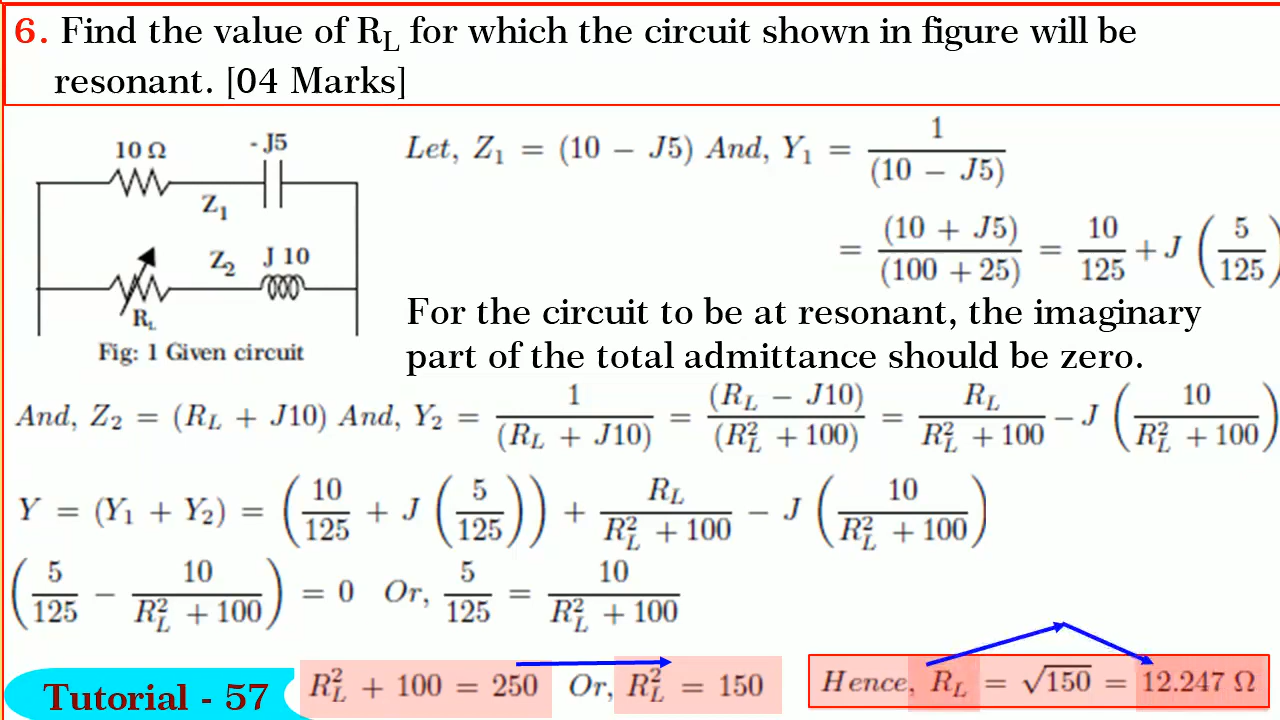 6. Find the value of R_L for which the circuit shown in figure will be
resonant. [04 Marks]
10 Ω
- J5
Z₁
Z₂
J 10
R_L
Fig: 1 Given circuit
Let, Z₁ = (10 − J5) And, Y₁ = 1/(10 − J5)
= (10 + J5)/(100 + 25) = 10/125 + J (5/125)
For the circuit to be at resonant, the imaginary
part of the total admittance should be zero.
And, Z₂ = (R_L + J10) And, Y₂ = 1/(R_L + J10) = (R_L − J10)/(R_L² + 100) = R_L/(R_L² + 100) − J (10/(R_L² + 100))
Y = (Y₁ + Y₂) = (10/125 + J (5/125)) + R_L/(R_L² + 100) − J (10/(R_L² + 100))
(5/125 − 10/(R_L² + 100)) = 0 Or, 5/125 = 10/(R_L² + 100)
Tutorial - 57
R_L² + 100 = 250 Or, R_L² = 150
Hence, R_L = √150 = 12.247 Ω